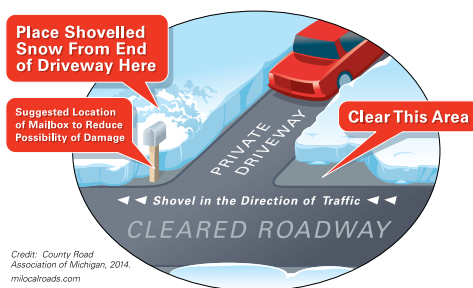 Place Shovelled
Snow From End
of Driveway Here
Suggested Location
of Mailbox to Reduce
Possibility of Damage
Clear This Area
PRIVATE
DRIVEWAY
◄ ◄ Shovel in the Direction of Traffic ◄ ◄
CLEARED ROADWAY
Credit: County Road
Association of Michigan, 2014.
milocalroads.com